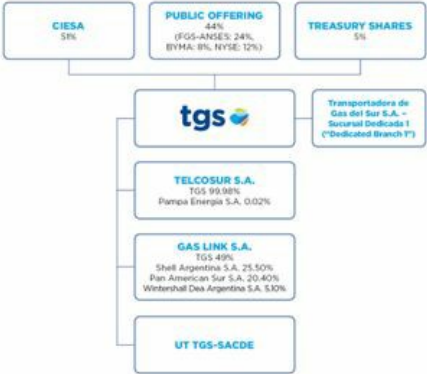 CIESA
51%
PUBLIC OFFERING
44%
(FGS-ANSES: 24%,
BYMA: 8%, NYSE: 12%)
TREASURY SHARES
5%
tgs
Transportadora de
Gas del Sur S.A. –
Sucursal Dedicada 1
("Dedicated Branch 1")
TELCOSUR S.A.
TGS 99.98%
Pampa Energía S.A. 0.02%
GAS LINK S.A.
TGS 49%
Shell Argentina S.A. 25.50%
Pan American Sur S.A. 20.40%
Wintershall Dea Argentina S.A. 5.10%
UT TGS-SACDE